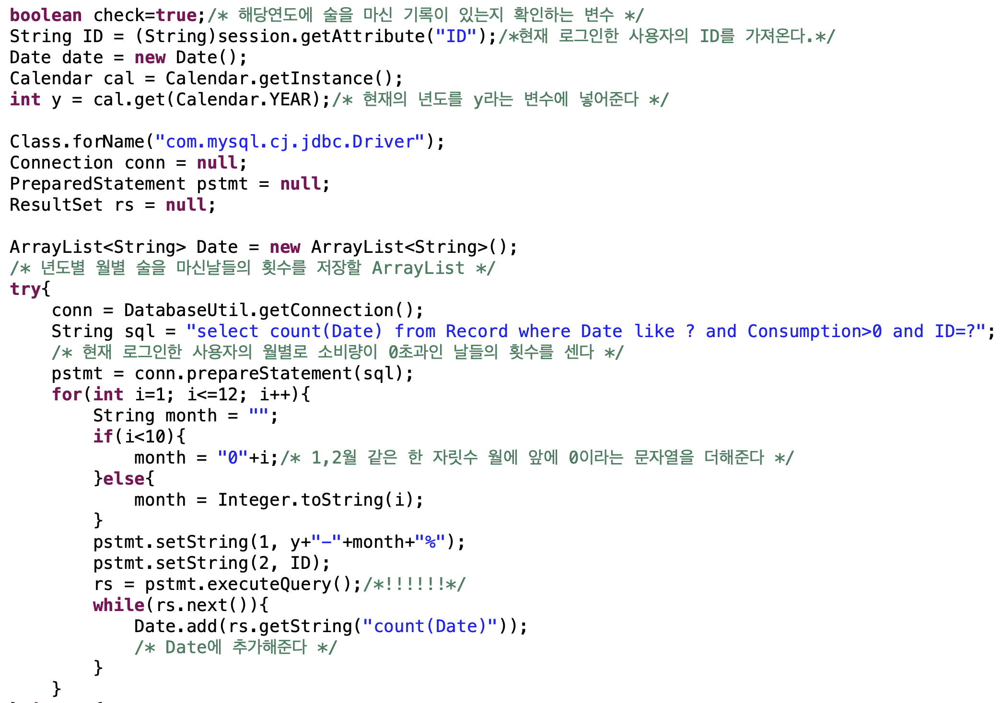 boolean check=true;/* 해당연도에 술을 마신 기록이 있는지 확인하는 변수 */
String ID = (String)session.getAttribute("ID");/*현재 로그인한 사용자의 ID를 가져온다.*/
Date date = new Date();
Calendar cal = Calendar.getInstance();
int y = cal.get(Calendar.YEAR);/* 현재의 년도를 y라는 변수에 넣어준다 */
Class.forName("com.mysql.cj.jdbc.Driver");
Connection conn = null;
PreparedStatement pstmt = null;
ResultSet rs = null;
ArrayList<String> Date = new ArrayList<String>();
/* 년도별 월별 술을 마신날들의 횟수를 저장할 ArrayList */
try{
conn = DatabaseUtil.getConnection();
String sql = "select count(Date) from Record where Date like ? and Consumption>0 and ID=?";
/* 현재 로그인한 사용자의 월별로 소비량이 0초과인 날들의 횟수를 센다 */
pstmt = conn.prepareStatement(sql);
for(int i=1; i<=12; i++){
String month = "";
if(i<10){
month = "0"+i;/* 1,2월 같은 한 자릿수 월에 앞에 0이라는 문자열을 더해준다 */
}else{
month = Integer.toString(i);
}
pstmt.setString(1, y+"-"+month+"%");
pstmt.setString(2, ID);
rs = pstmt.executeQuery();/*!!!!!!*/
while(rs.next()){
Date.add(rs.getString("count(Date)"));
/* Date에 추가해준다 */
}
}